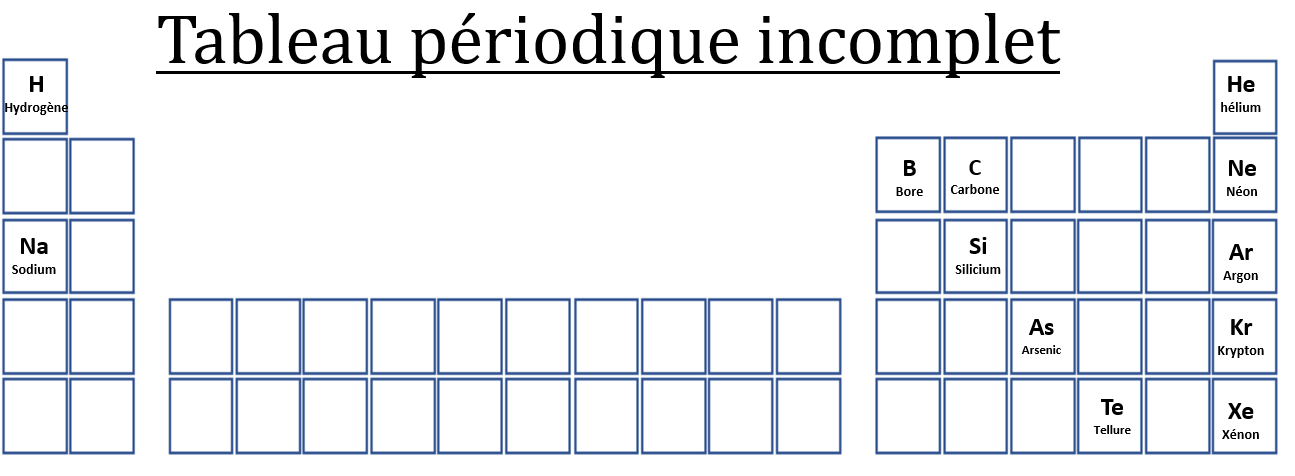 Tableau périodique incomplet
H
Hydrogène
He
hélium
B
Bore
C
Carbone
Ne
Néon
Na
Sodium
Si
Silicium
Ar
Argon
As
Arsenic
Kr
Krypton
Te
Tellure
Xe
Xénon